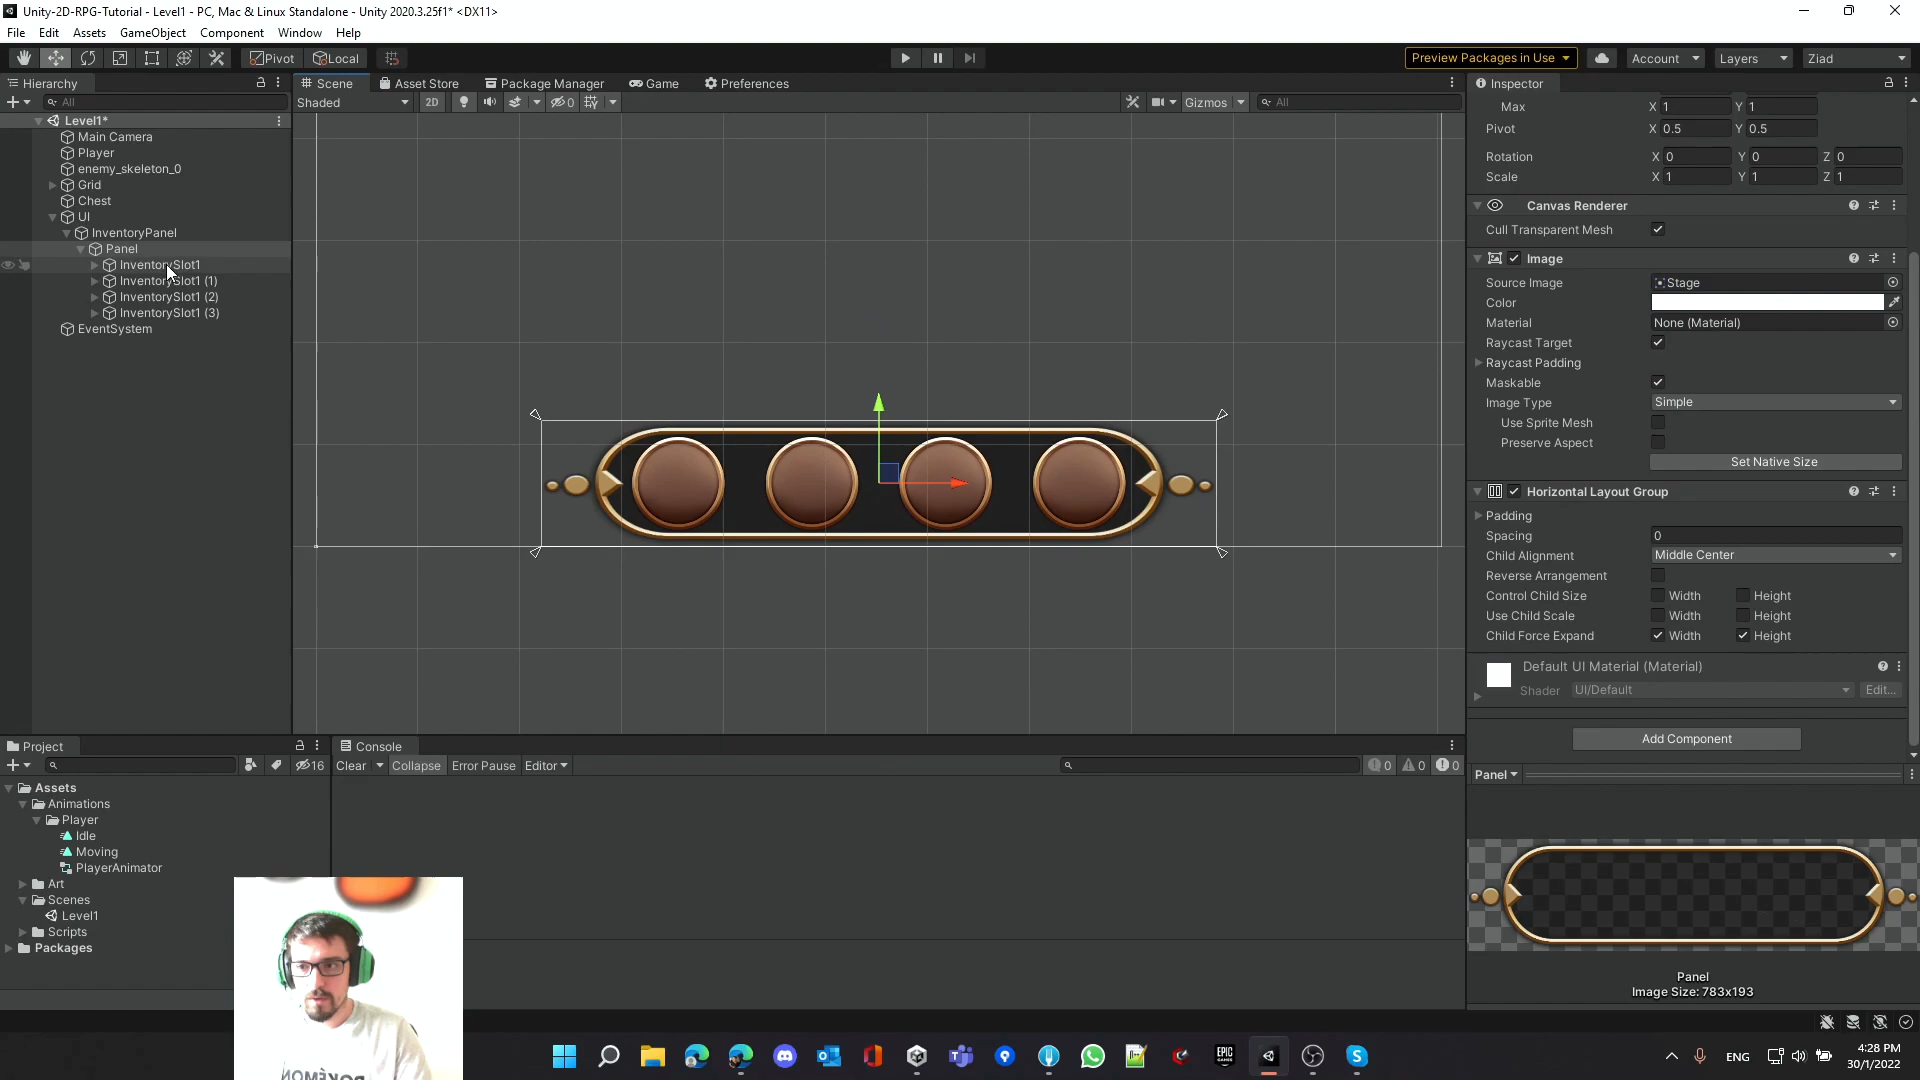 Unity-2D-RPG-Tutorial - Level1 - PC, Mac & Linux Standalone - Unity 2020.3.25f1* <DX11>
File Edit Assets GameObject Component Window Help
Pivot Local Preview Packages in Use Account Layers Ziad
Hierarchy
All
Level1*
Main Camera
Player
enemy_skeleton_0
Grid
Chest
UI
InventoryPanel
Panel
InventorySlot1
InventorySlot1 (1)
InventorySlot1 (2)
InventorySlot1 (3)
EventSystem
Scene Asset Store Package Manager Game Preferences
Shaded 2D 0 Gizmos All
Inspector
Max X 1 Y 1
Pivot X 0.5 Y 0.5
Rotation X 0 Y 0 Z 0
Scale X 1 Y 1 Z 1
Canvas Renderer
Cull Transparent Mesh
Image
Source Image Stage
Color
Material None (Material)
Raycast Target
Raycast Padding
Maskable
Image Type Simple
Use Sprite Mesh
Preserve Aspect
Set Native Size
Horizontal Layout Group
Padding
Spacing 0
Child Alignment Middle Center
Reverse Arrangement
Control Child Size Width Height
Use Child Scale Width Height
Child Force Expand Width Height
Default UI Material (Material)
Shader UI/Default Edit...
Add Component
Panel
Panel
Image Size: 783x193
Project
16
Assets
Animations
Player
Idle
Moving
PlayerAnimator
Art
Scenes
Level1
Scripts
Packages
Console
Clear Collapse Error Pause Editor 0 0 0
EPIC GAMES
ENG
4:28 PM
30/1/2022